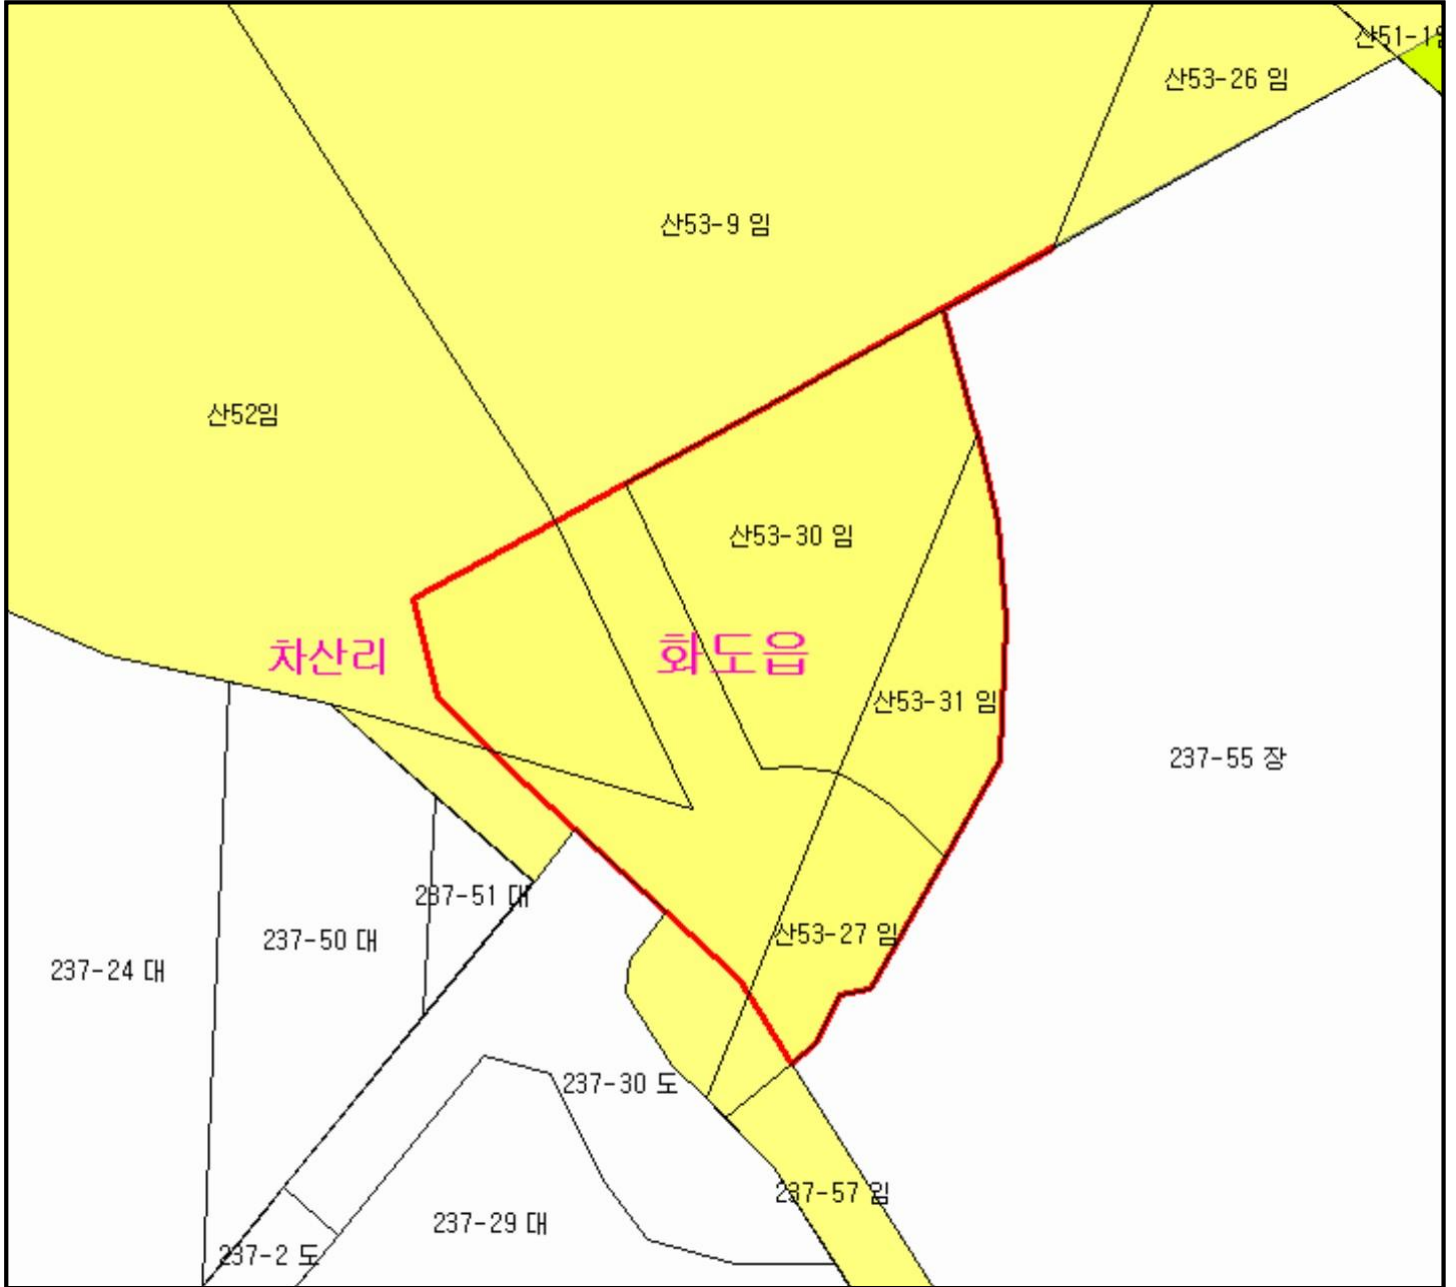 산51-1임
산53-26 임
산53-9 임
산52임
산53-30 임
차산리
화도읍
산53-31 임
237-55 장
237-51 대
산53-27 임
237-50 대
237-24 대
237-30 도
237-57 임
237-29 대
237-2 도